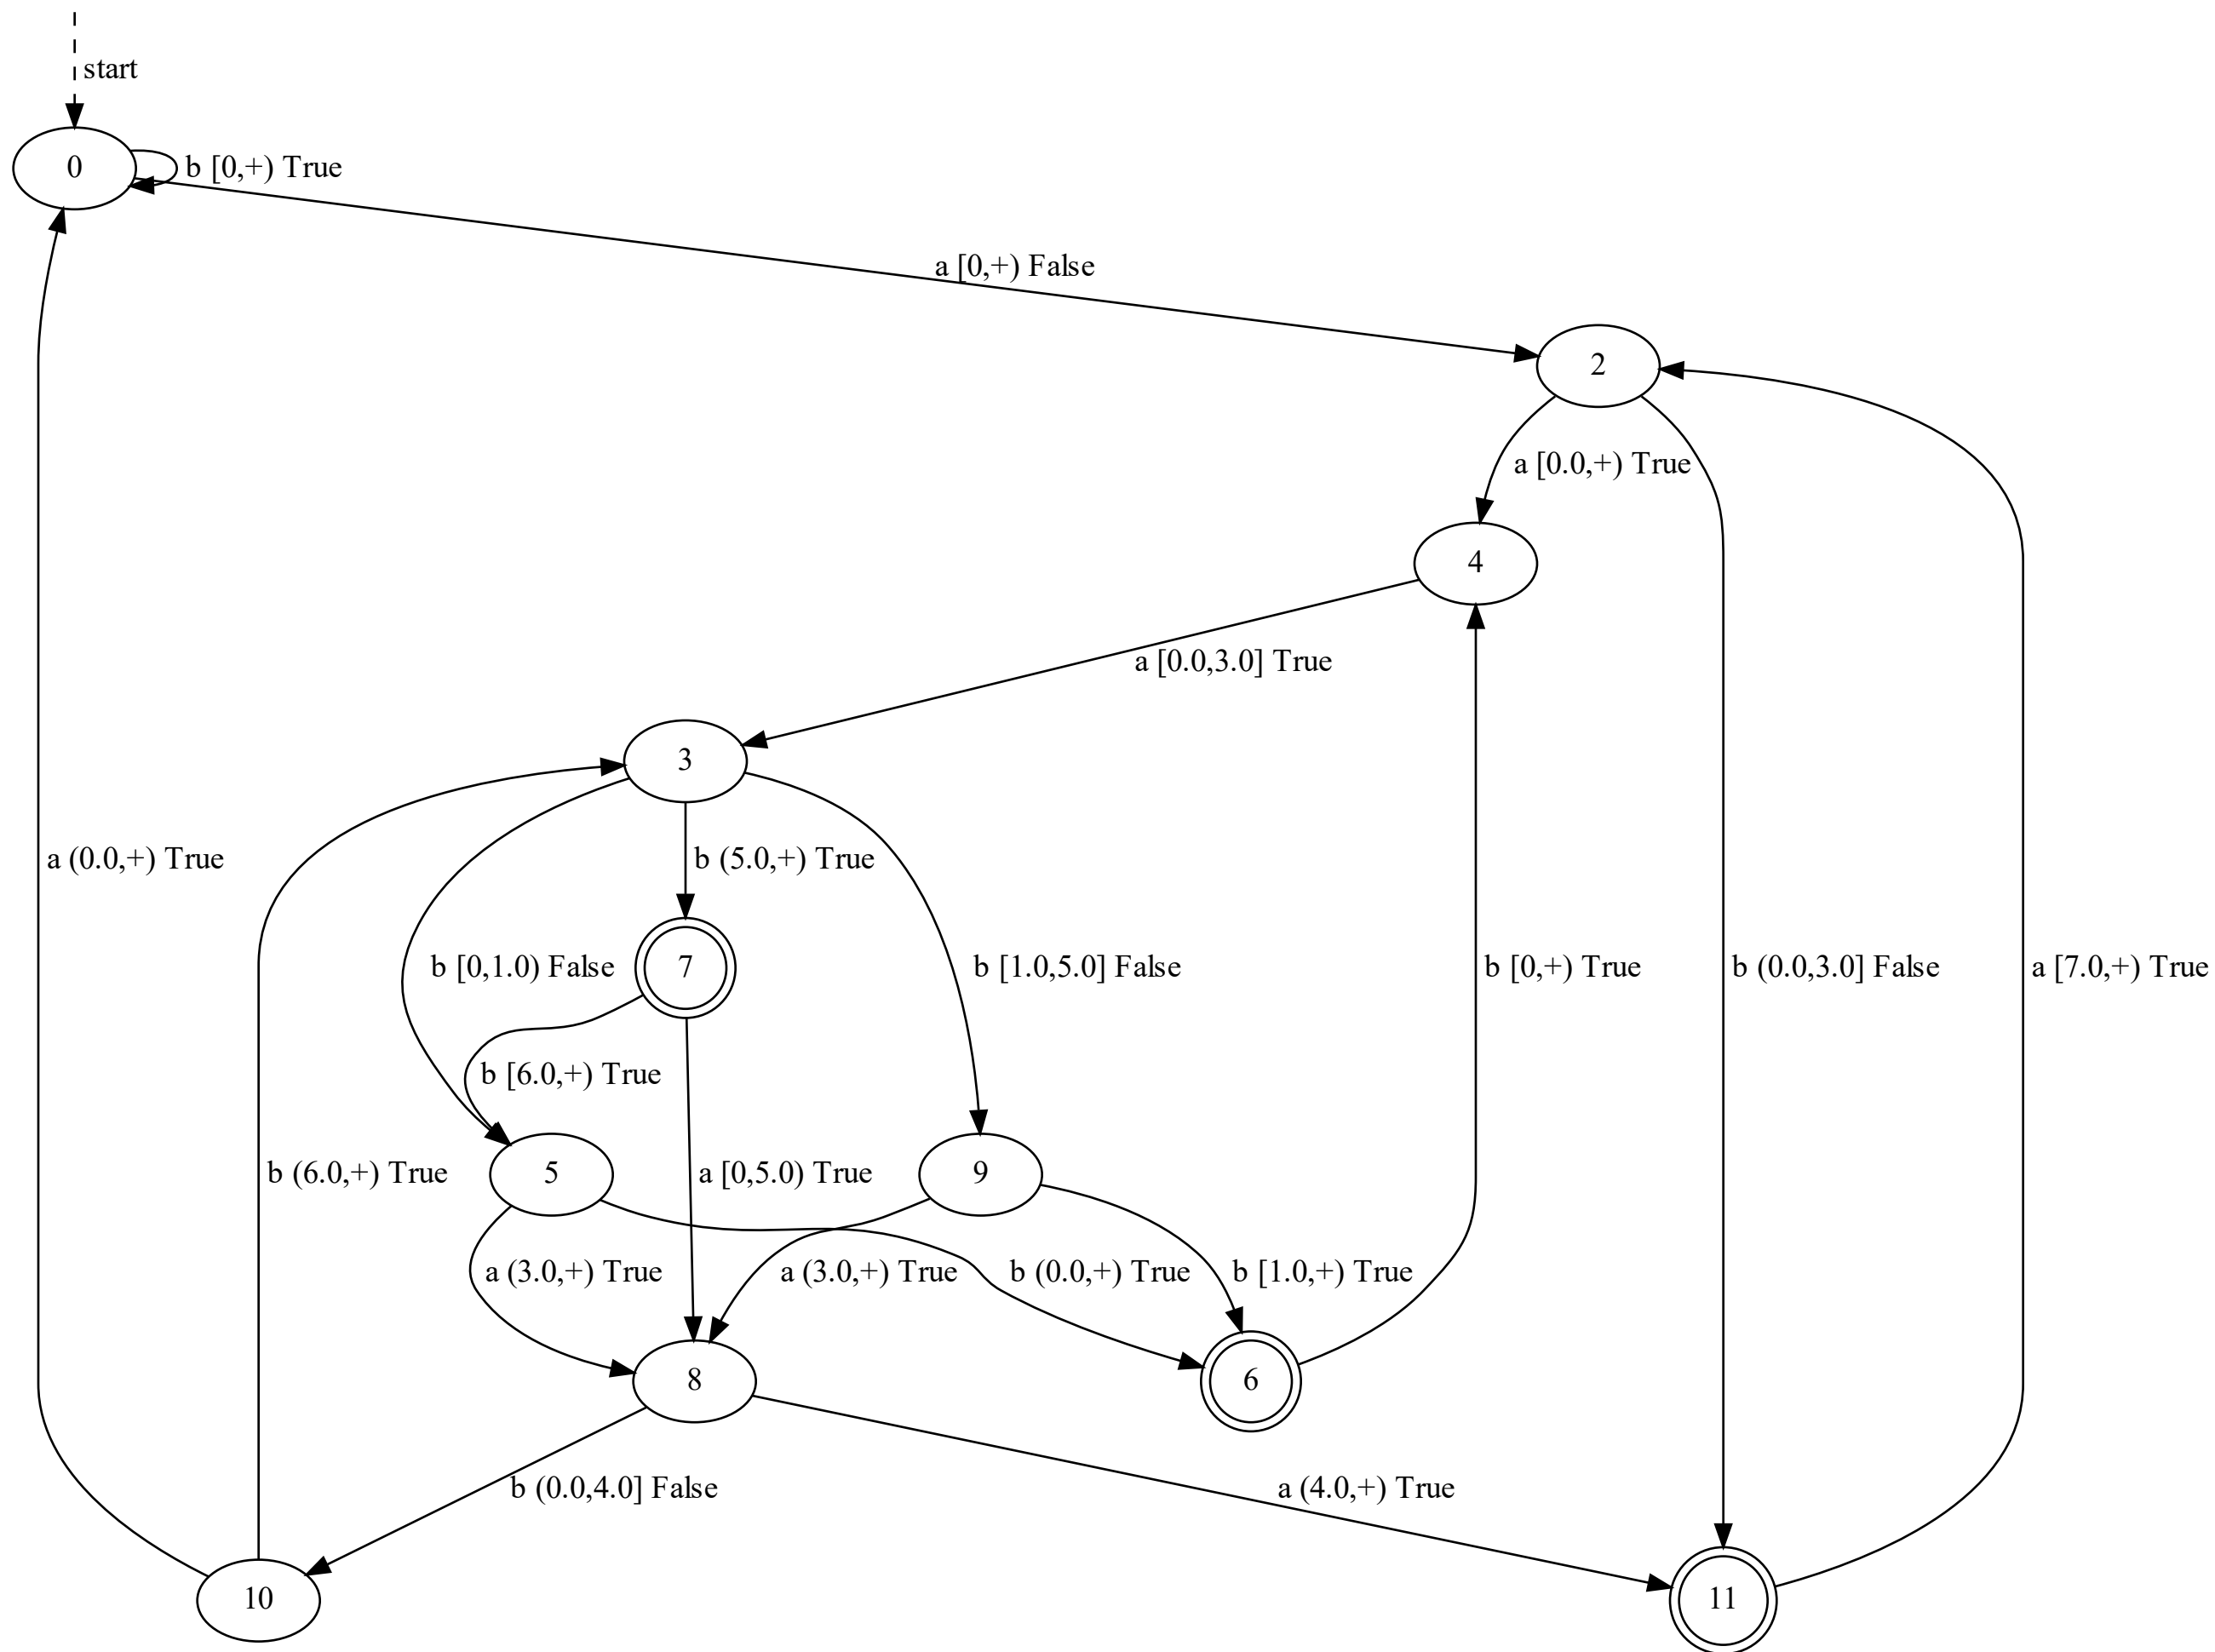 start
0
b [0,+) True
a [0,+) False
2
a [0.0,+) True
4
a [0.0,3.0] True
3
a (0.0,+) True
b (5.0,+) True
b [0,1.0) False
7
b [1.0,5.0] False
b [0,+) True
b (0.0,3.0] False
a [7.0,+) True
b [6.0,+) True
b (6.0,+) True
5
a [0,5.0) True
9
a (3.0,+) True
a (3.0,+) True
b (0.0,+) True
b [1.0,+) True
8
6
b (0.0,4.0] False
a (4.0,+) True
10
11